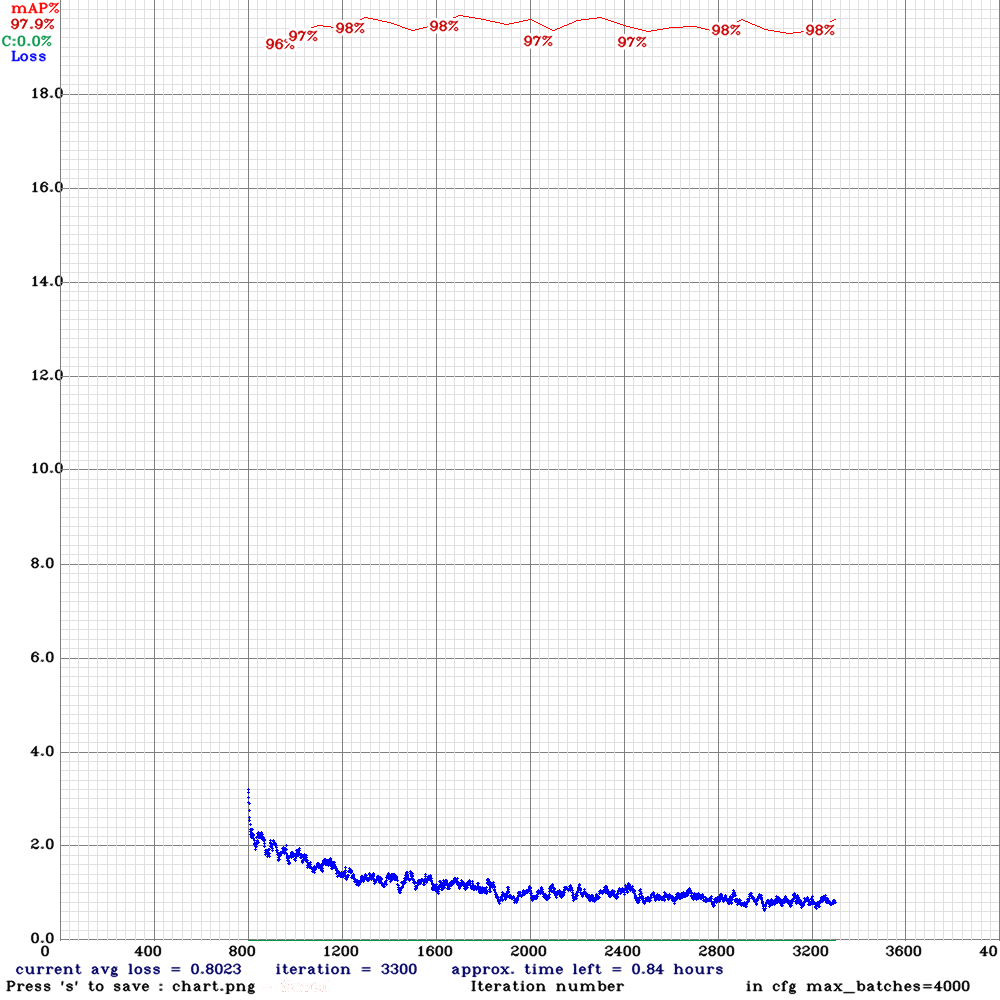 mAP%
97.9%
C:0.0%
Loss
96% 97% 98% 98% 97% 97% 98% 98%
18.0
16.0
14.0
12.0
10.0
8.0
6.0
4.0
2.0
0.0
0 400 800 1200 1600 2000 2400 2800 3200 3600 40
current avg loss = 0.8023 iteration = 3300 approx. time left = 0.84 hours
Press 's' to save : chart.png Iteration number in cfg max_batches=4000